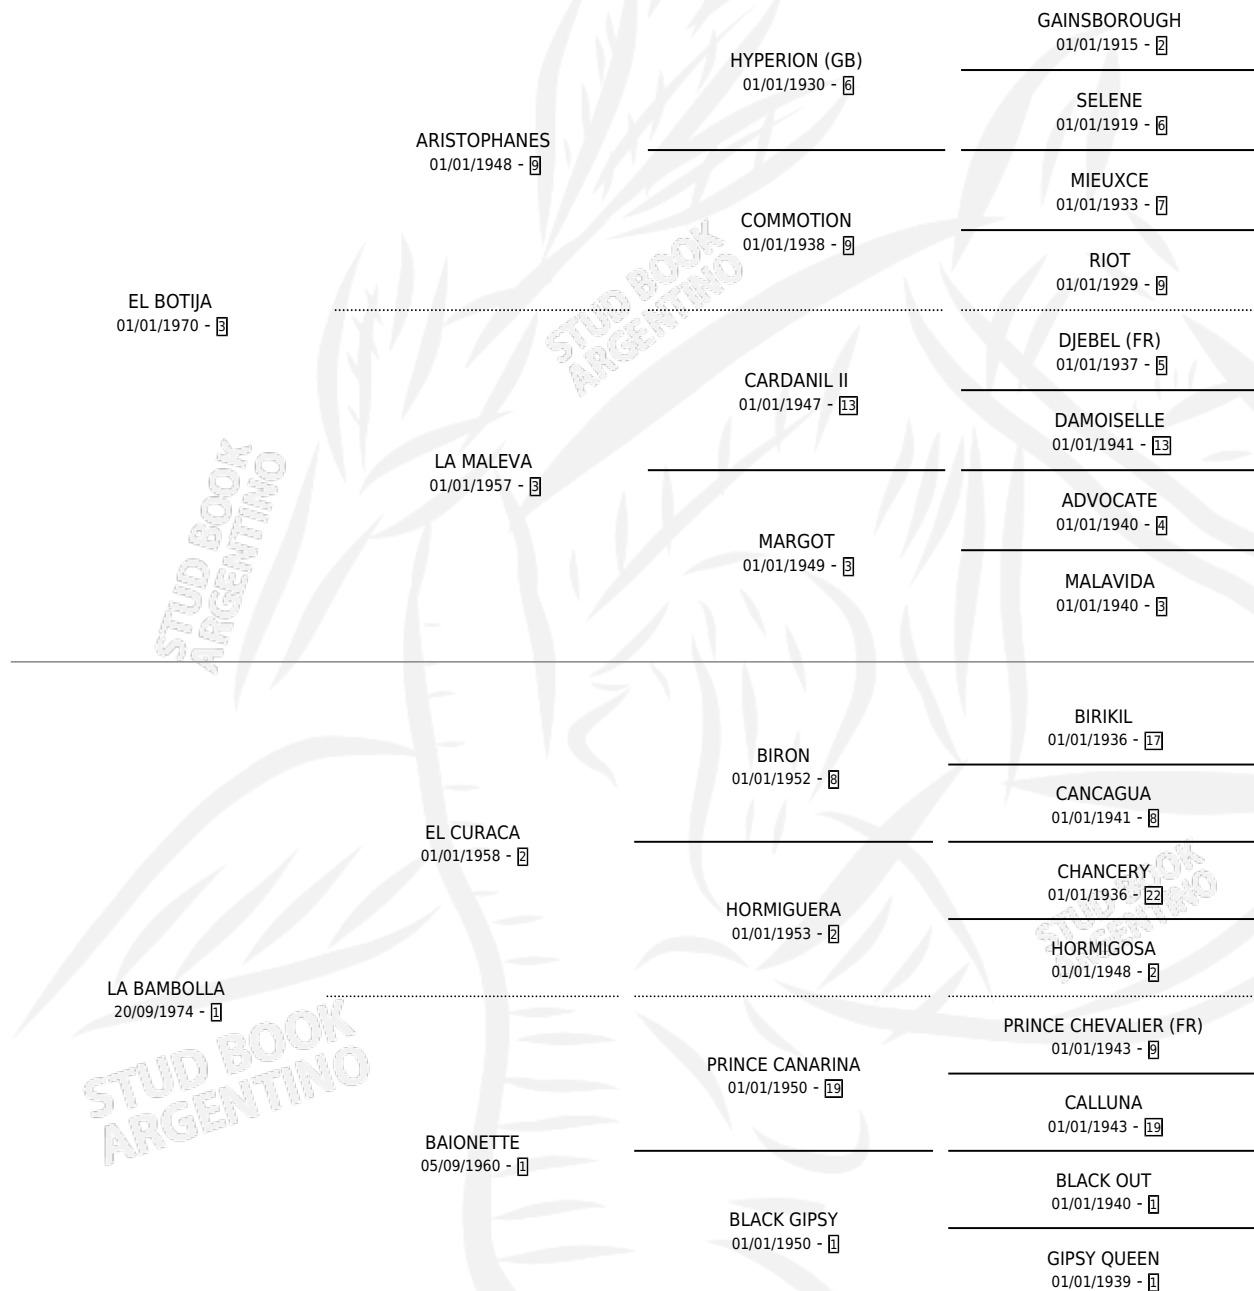 GAINSBOROUGH
01/01/1915 - 2
HYPERION (GB)
01/01/1930 - 6
SELENE
01/01/1919 - 6
ARISTOPHANES
01/01/1948 - 9
MIEUXCE
01/01/1933 - 7
COMMOTION
01/01/1938 - 9
RIOT
01/01/1929 - 9
EL BOTIJA
01/01/1970 - 3
DJEBEL (FR)
01/01/1937 - 5
CARDANIL II
01/01/1947 - 13
DAMOISELLE
01/01/1941 - 13
LA MALEVA
01/01/1957 - 3
ADVOCATE
01/01/1940 - 4
MARGOT
01/01/1949 - 3
MALAVIDA
01/01/1940 - 3
BIRIKIL
01/01/1936 - 17
BIRON
01/01/1952 - 8
CANCAGUA
01/01/1941 - 8
EL CURACA
01/01/1958 - 2
CHANCERY
01/01/1936 - 22
HORMIGUERA
01/01/1953 - 2
HORMIGOSA
01/01/1948 - 2
LA BAMBOLLA
20/09/1974 - 1
PRINCE CHEVALIER (FR)
01/01/1943 - 9
PRINCE CANARINA
01/01/1950 - 19
CALLUNA
01/01/1943 - 19
BAIONETTE
05/09/1960 - 1
BLACK OUT
01/01/1940 - 1
BLACK GIPSY
01/01/1950 - 1
GIPSY QUEEN
01/01/1939 - 1
STUD BOOK
ARGENTINO
STUD BOOK
ARGENTINO
STUD BOOK
ARGENTINO
STUD BOOK
ARGENTINO